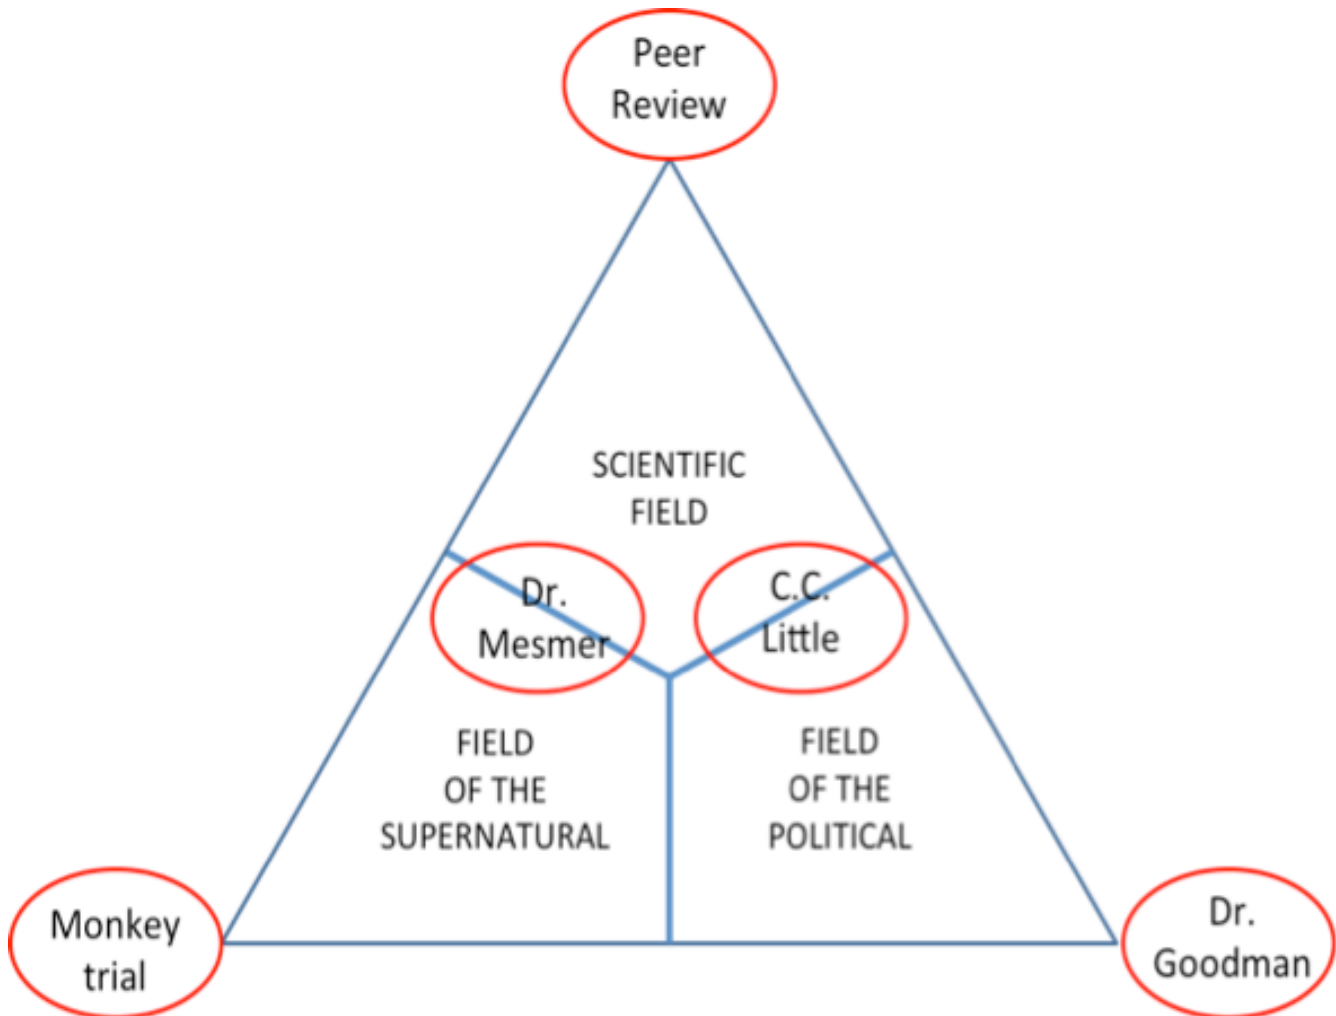 Peer
Review
SCIENTIFIC
FIELD
Dr.
Mesmer
C.C.
Little
FIELD
OF THE
SUPERNATURAL
FIELD
OF THE
POLITICAL
Monkey
trial
Dr.
Goodman